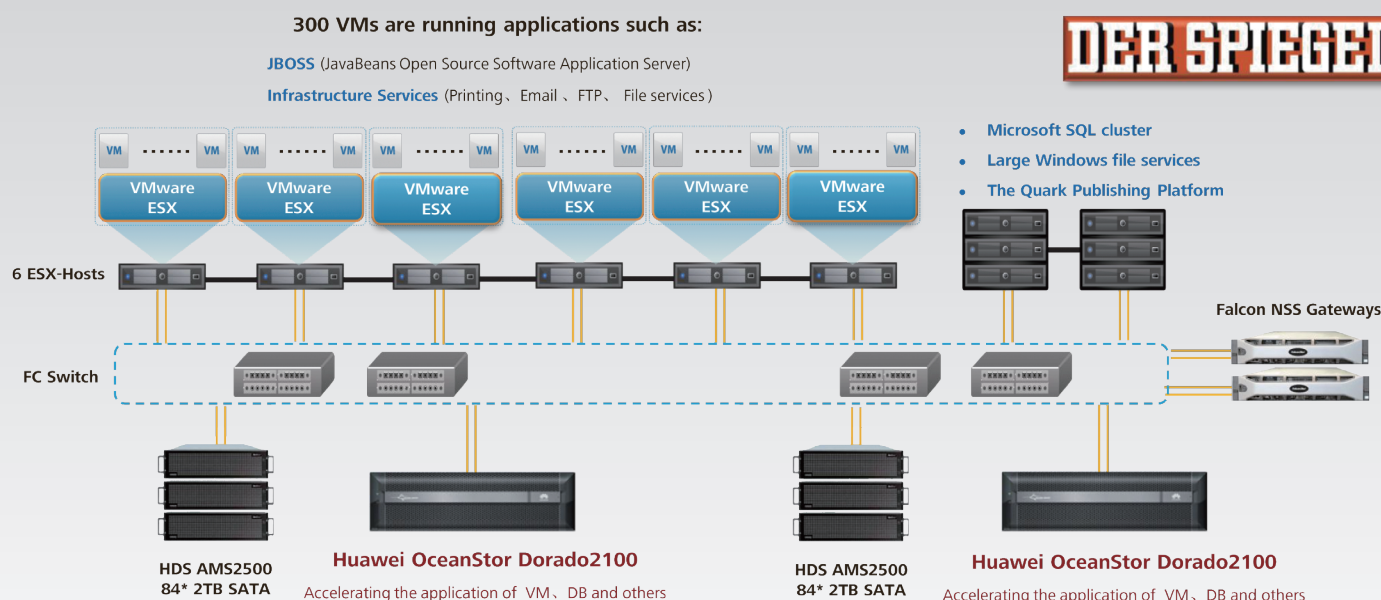 300 VMs are running applications such as:
JBOSS (JavaBeans Open Source Software Application Server)
Infrastructure Services (Printing、Email 、FTP、 File services)
DER SPIEGEL
VM ...... VM VM ...... VM VM ...... VM VM ...... VM VM ...... VM VM ...... VM
VMware ESX
VMware ESX
VMware ESX
VMware ESX
VMware ESX
VMware ESX
• Microsoft SQL cluster
• Large Windows file services
• The Quark Publishing Platform
6 ESX-Hosts
Falcon NSS Gateways
FC Switch
HDS AMS2500
84* 2TB SATA
Huawei OceanStor Dorado2100
Accelerating the application of VM、DB and others
HDS AMS2500
84* 2TB SATA
Huawei OceanStor Dorado2100
Accelerating the application of VM、DB and others